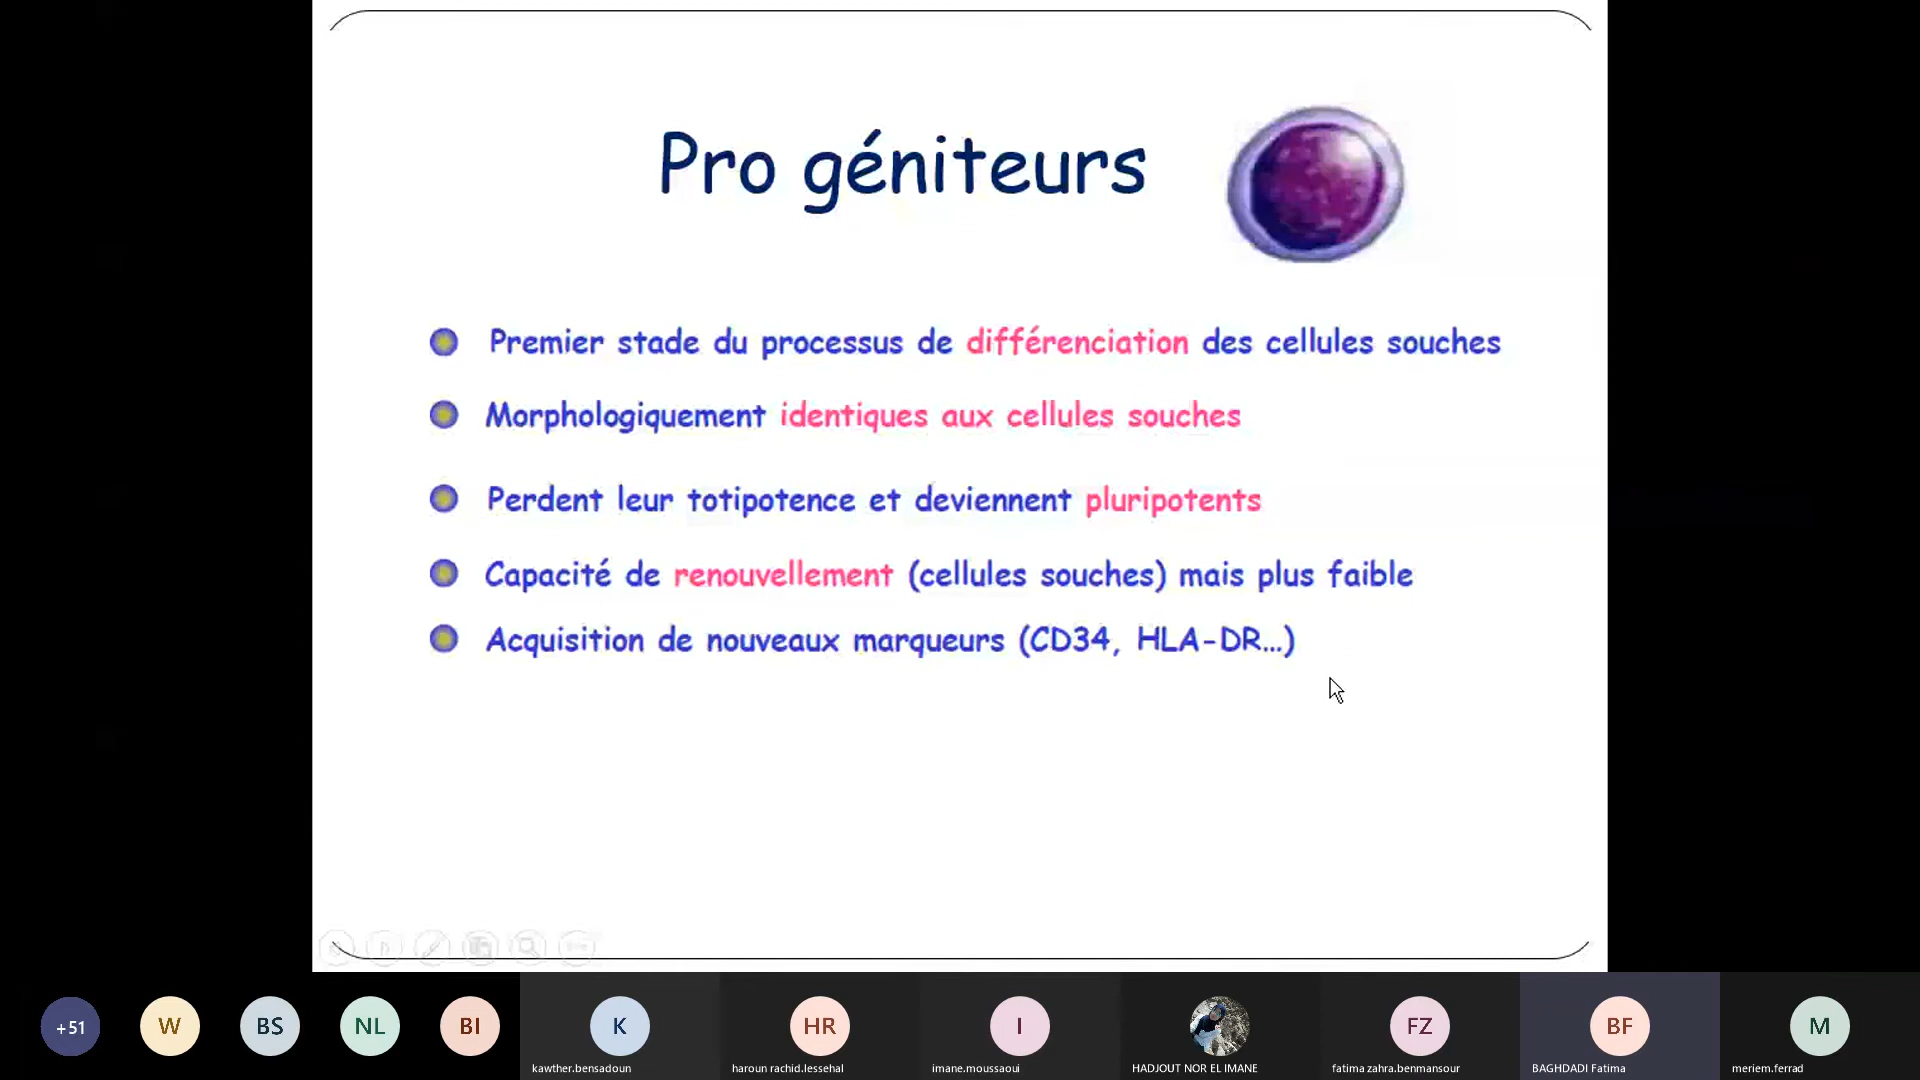 Pro géniteurs
Premier stade du processus de différenciation des cellules souches
Morphologiquement identiques aux cellules souches
Perdent leur totipotence et deviennent pluripotents
Capacité de renouvellement (cellules souches) mais plus faible
Acquisition de nouveaux marqueurs (CD34, HLA-DR...)
+51
W
BS
NL
BI
K
HR
I
FZ
BF
M
kawther.bensadoun
haroun rachid.lessehal
imane.moussaoui
HADJOUT NOR EL IMANE
fatima zahra.benmansour
BAGHDADI Fatima
meriem.ferrad